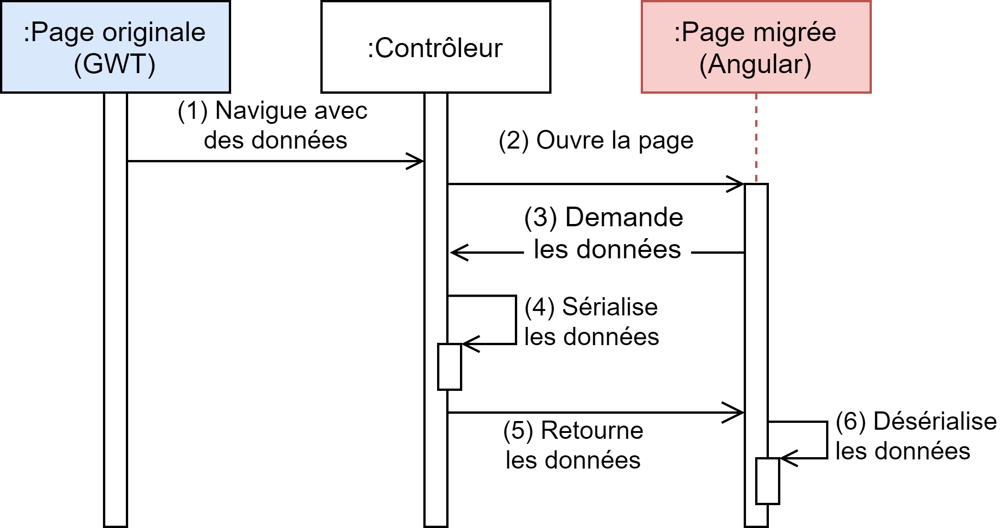 :Page originale
(GWT)
:Contrôleur
:Page migrée
(Angular)
(1) Navigue avec
des données
(2) Ouvre la page
(3) Demande
les données
(4) Sérialise
les données
(5) Retourne
les données
(6) Désérialise
les données